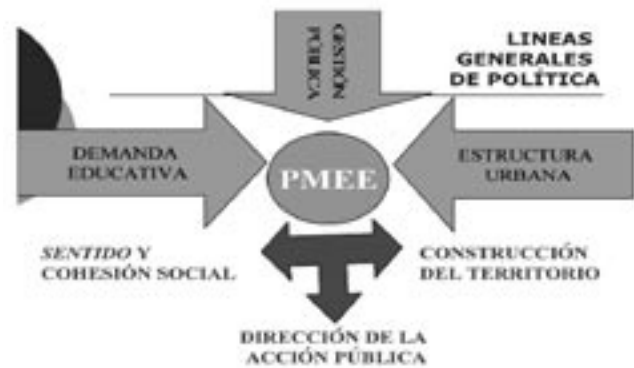 LINEAS
GENERALES
DE POLÍTICA
GESTIÓN
PÚBLICA
DEMANDA
EDUCATIVA
PMEE
ESTRUCTURA
URBANA
SENTIDO Y
COHESIÓN SOCIAL
CONSTRUCCIÓN
DEL TERRITORIO
DIRECCIÓN DE LA
ACCIÓN PÚBLICA